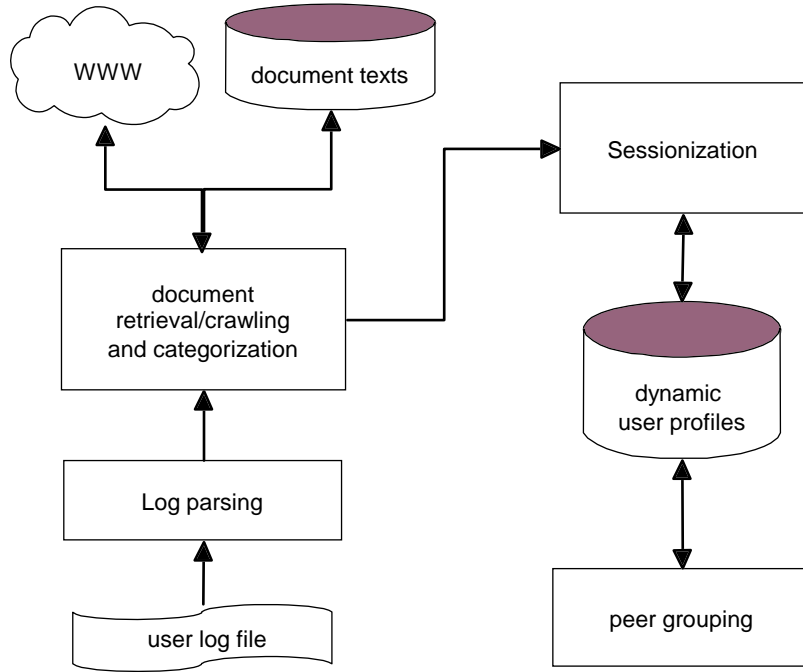 WWW
document texts
Sessionization
document
retrieval/crawling
and categorization
dynamic
user profiles
Log parsing
user log file
peer grouping